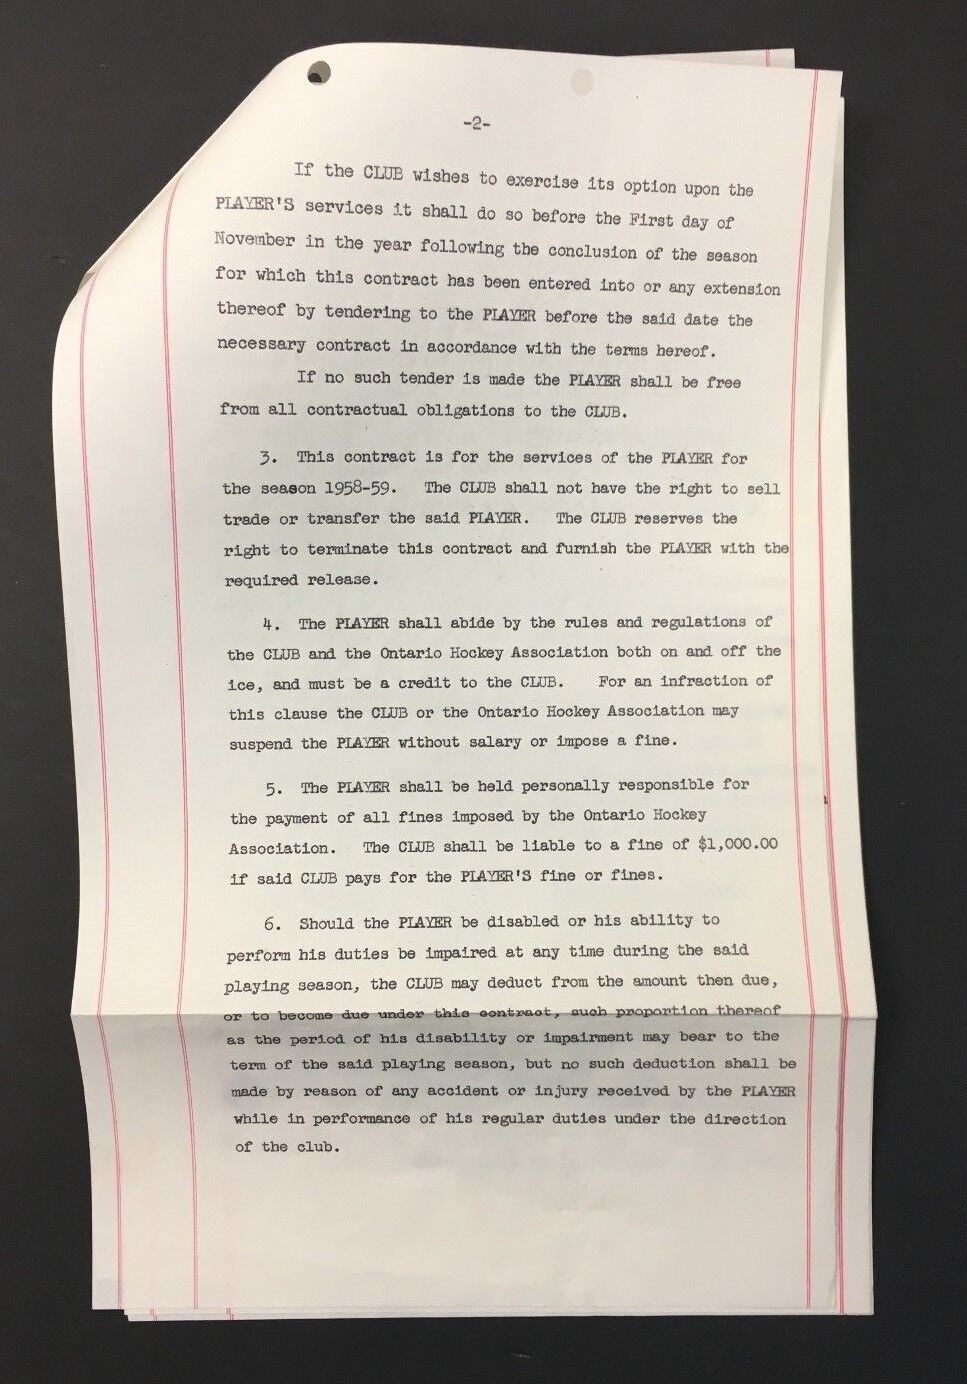 -2-
If the CLUB wishes to exercise its option upon the
PLAYER'S services it shall do so before the First day of
November in the year following the conclusion of the season
for which this contract has been entered into or any extension
thereof by tendering to the PLAYER before the said date the
necessary contract in accordance with the terms hereof.
If no such tender is made the PLAYER shall be free
from all contractual obligations to the CLUB.
3. This contract is for the services of the PLAYER for
the season 1958-59. The CLUB shall not have the right to sell
trade or transfer the said PLAYER. The CLUB reserves the
right to terminate this contract and furnish the PLAYER with the
required release.
4. The PLAYER shall abide by the rules and regulations of
the CLUB and the Ontario Hockey Association both on and off the
ice, and must be a credit to the CLUB. For an infraction of
this clause the CLUB or the Ontario Hockey Association may
suspend the PLAYER without salary or impose a fine.
5. The PLAYER shall be held personally responsible for
the payment of all fines imposed by the Ontario Hockey
Association. The CLUB shall be liable to a fine of $1,000.00
if said CLUB pays for the PLAYER'S fine or fines.
6. Should the PLAYER be disabled or his ability to
perform his duties be impaired at any time during the said
playing season, the CLUB may deduct from the amount then due,
or to become due under this contract, such proportion thereof
as the period of his disability or impairment may bear to the
term of the said playing season, but no such deduction shall be
made by reason of any accident or injury received by the PLAYER
while in performance of his regular duties under the direction
of the club.